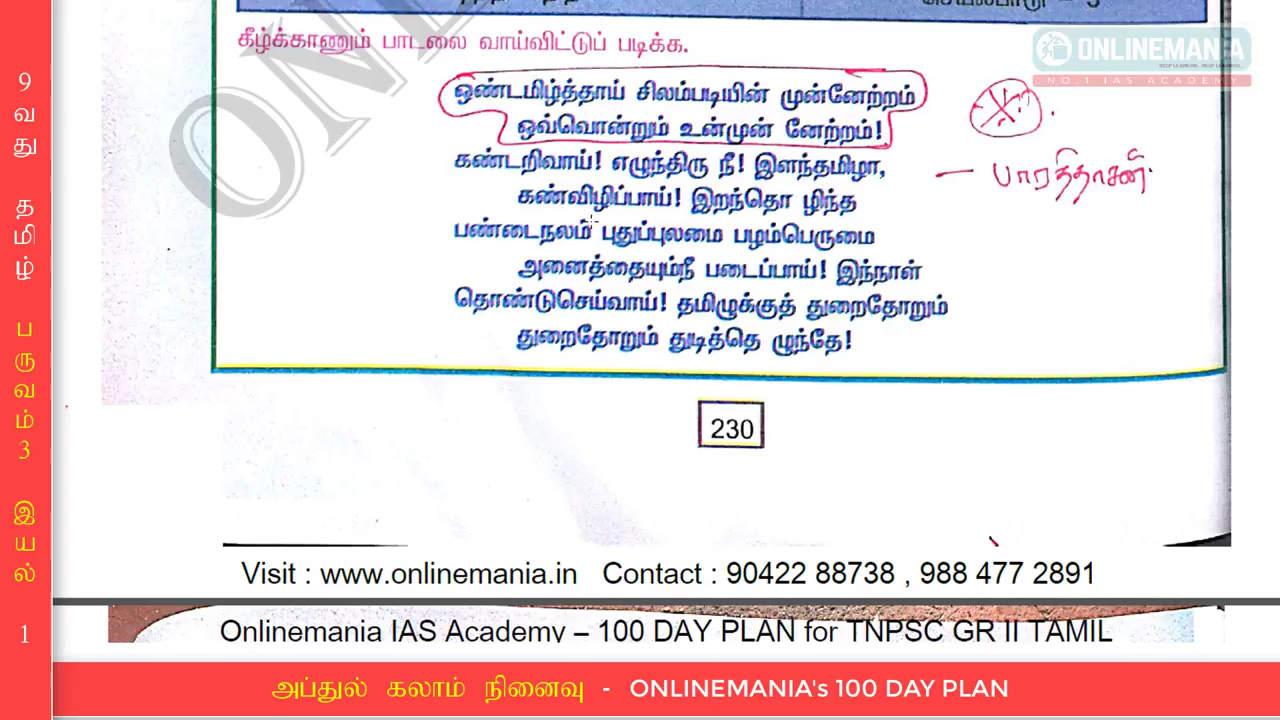 ONLINEMANIA
NO.1 IAS ACADEMY
கீழ்க்காணும் பாடலை வாய்விட்டுப் படிக்க.
ஒண்டமிழ்த்தாய் சிலம்படியின் முன்னேற்றம்
ஒவ்வொன்றும் உன்முன் னேற்றம்!
கண்டறிவாய்! எழுந்திரு நீ! இளந்தமிழா,
கண்விழிப்பாய்! இறந்தொ ழிந்த
பண்டைநலம் புதுப்புலமை பழம்பெருமை
அனைத்தையும்நீ படைப்பாய்! இந்நாள்
தொண்டுசெய்வாய்! தமிழுக்குத் துறைதோறும்
துறைதோறும் துடித்தெ ழுந்தே!
– பாரதிதாசன்.
230
Visit : www.onlinemania.in Contact : 90422 88738 , 988 477 2891
Onlinemania IAS Academy – 100 DAY PLAN for TNPSC GR II TAMIL
9வது தமிழ் பருவம்3 இயல் 1
அப்துல் கலாம் நினைவு - ONLINEMANIA's 100 DAY PLAN